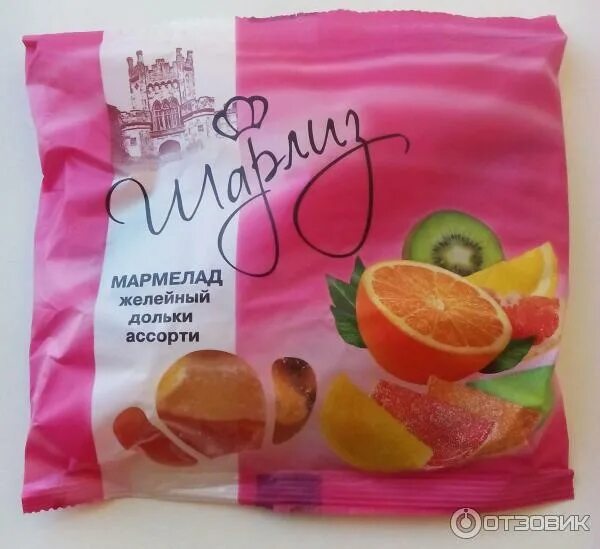 Шарлиз
МАРМЕЛАД
желейный
дольки
ассорти
ОТЗОВИК